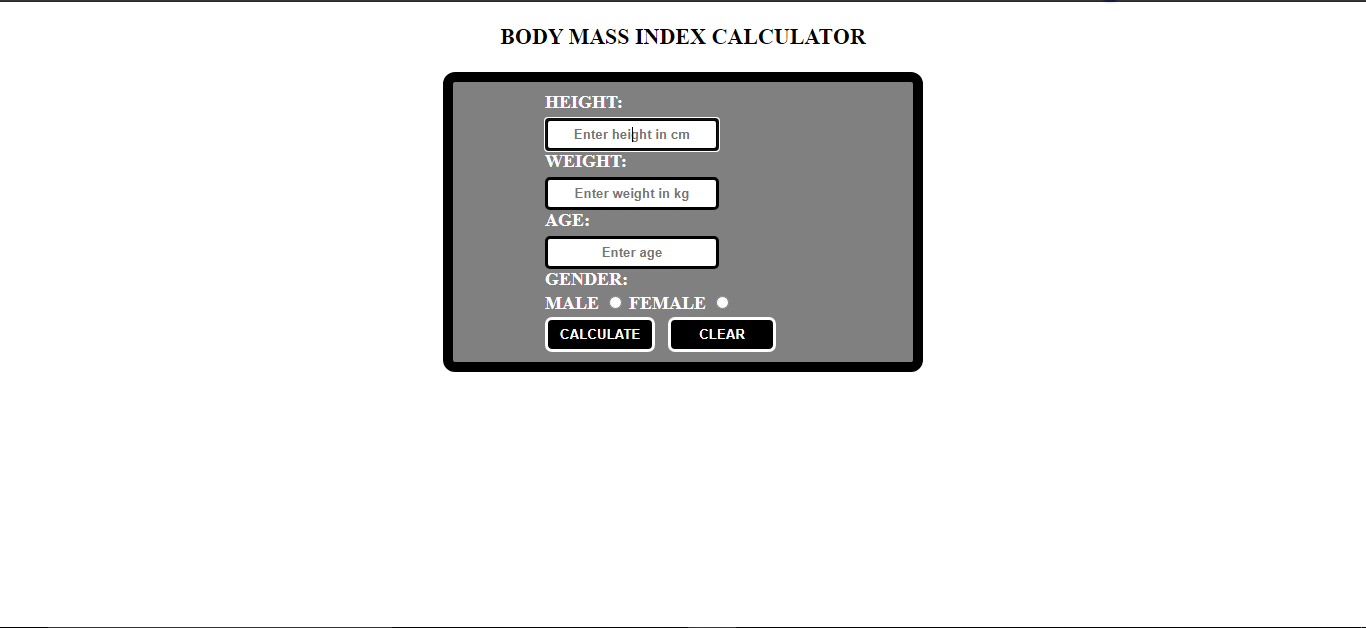 BODY MASS INDEX CALCULATOR
HEIGHT:
Enter height in cm
WEIGHT:
Enter weight in kg
AGE:
Enter age
GENDER:
MALE FEMALE
CALCULATE CLEAR